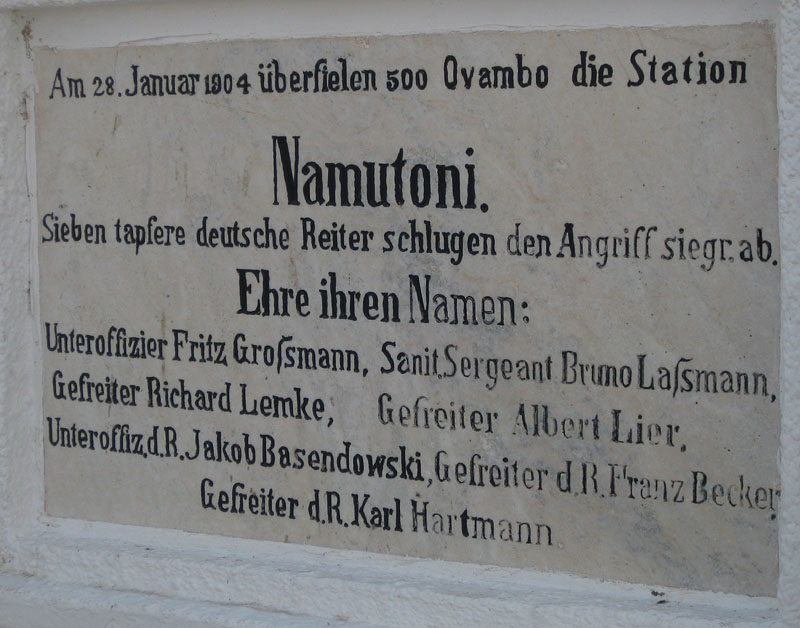 Am 28. Januar 1904 überfielen 500 Ovambo die Station
Namutoni.
Sieben tapfere deutsche Reiter schlugen den Angriff siegr. ab.
Ehre ihren Namen:
Unteroffizier Fritz Großmann, Sanit. Sergeant Bruno Laßmann,
Gefreiter Richard Lemke, Gefreiter Albert Lier,
Unteroffiz. d. R. Jakob Basendowski, Gefreiter d. R. Franz Becker,
Gefreiter d. R. Karl Hartmann.